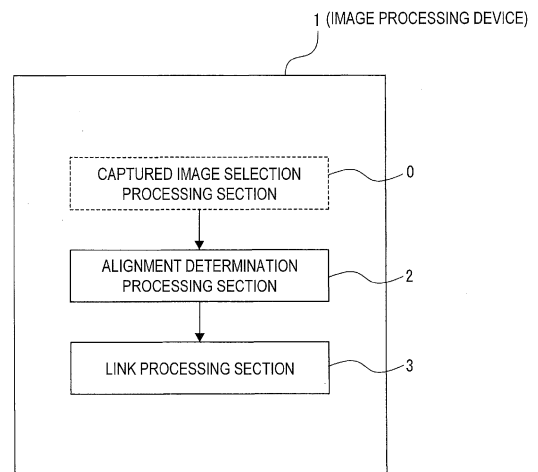 1 (IMAGE PROCESSING DEVICE)
CAPTURED IMAGE SELECTION
PROCESSING SECTION
0
ALIGNMENT DETERMINATION
PROCESSING SECTION
2
LINK PROCESSING SECTION
3